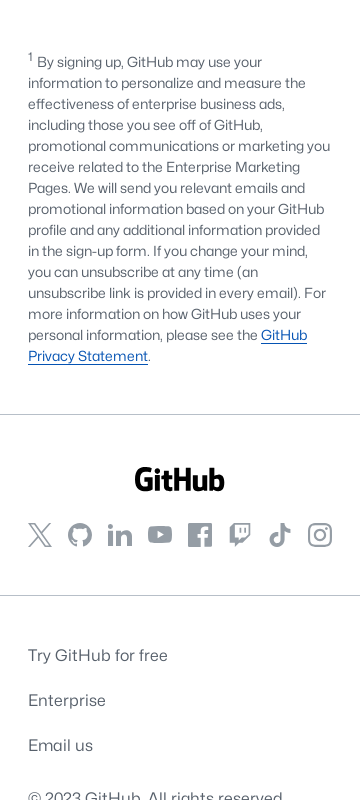 1 By signing up, GitHub may use your
information to personalize and measure the
effectiveness of enterprise business ads,
including those you see off of GitHub,
promotional communications or marketing you
receive related to the Enterprise Marketing
Pages. We will send you relevant emails and
promotional information based on your GitHub
profile and any additional information provided
in the sign-up form. If you change your mind,
you can unsubscribe at any time (an
unsubscribe link is provided in every email). For
more information on how GitHub uses your
personal information, please see the GitHub
Privacy Statement.
GitHub
Try GitHub for free
Enterprise
Email us
© 2023 GitHub. All rights reserved